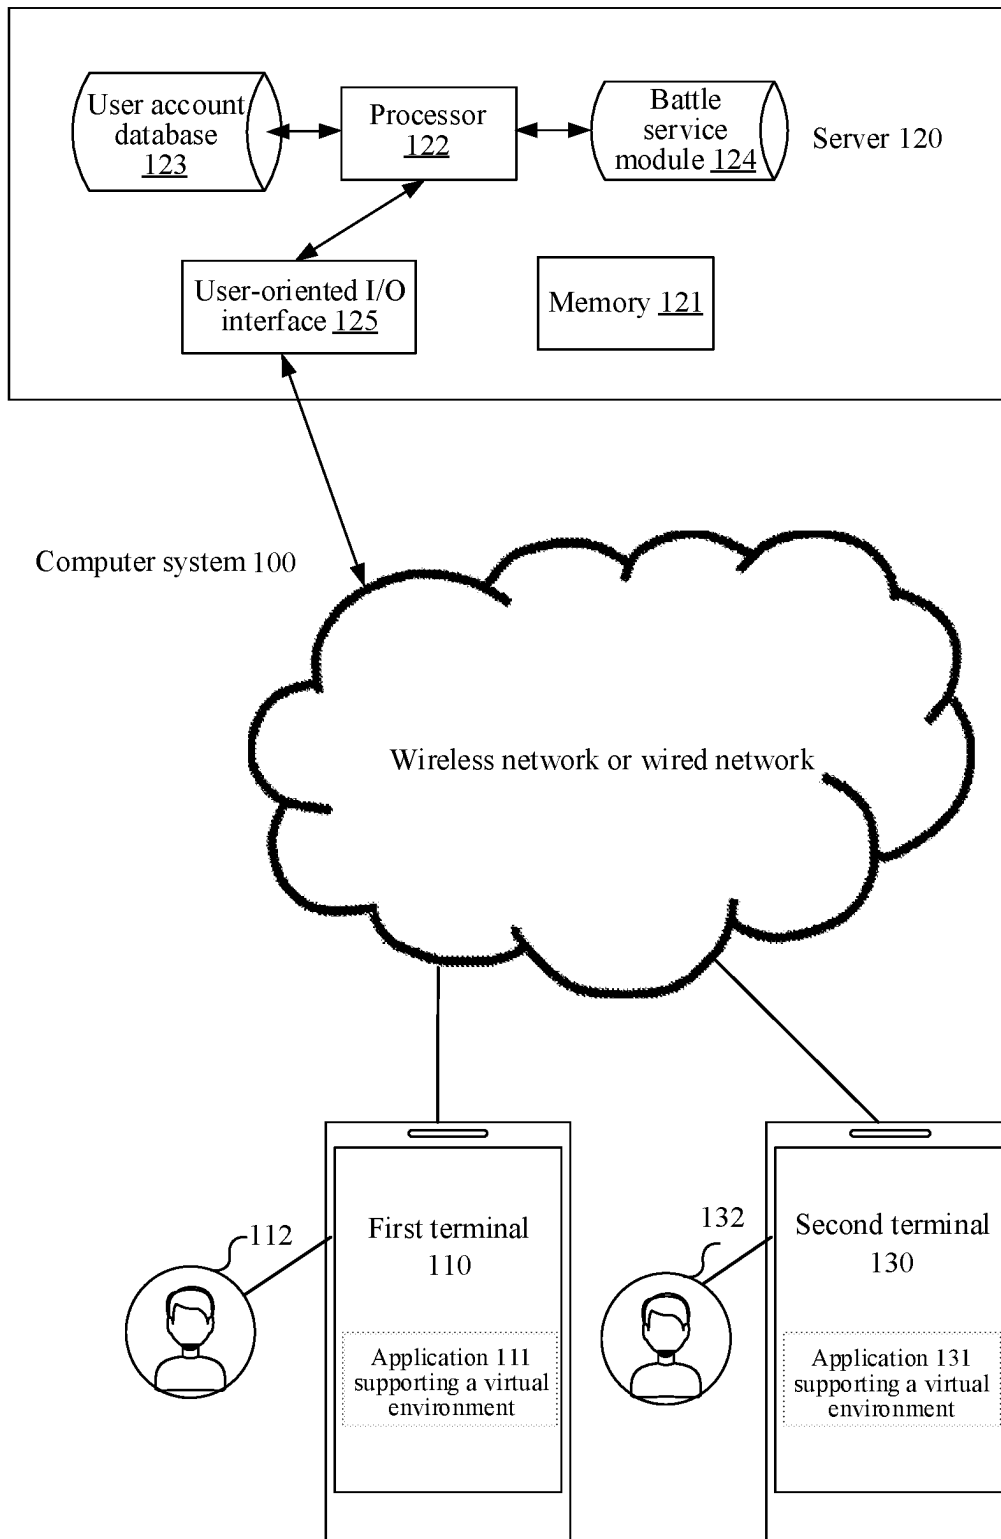 User account
database
123
Processor
122
Battle
service
module 124
Server 120
User-oriented I/O
interface 125
Memory 121
Computer system 100
Wireless network or wired network
112
First terminal
110
Application 111
supporting a virtual
environment
132
Second terminal
130
Application 131
supporting a virtual
environment